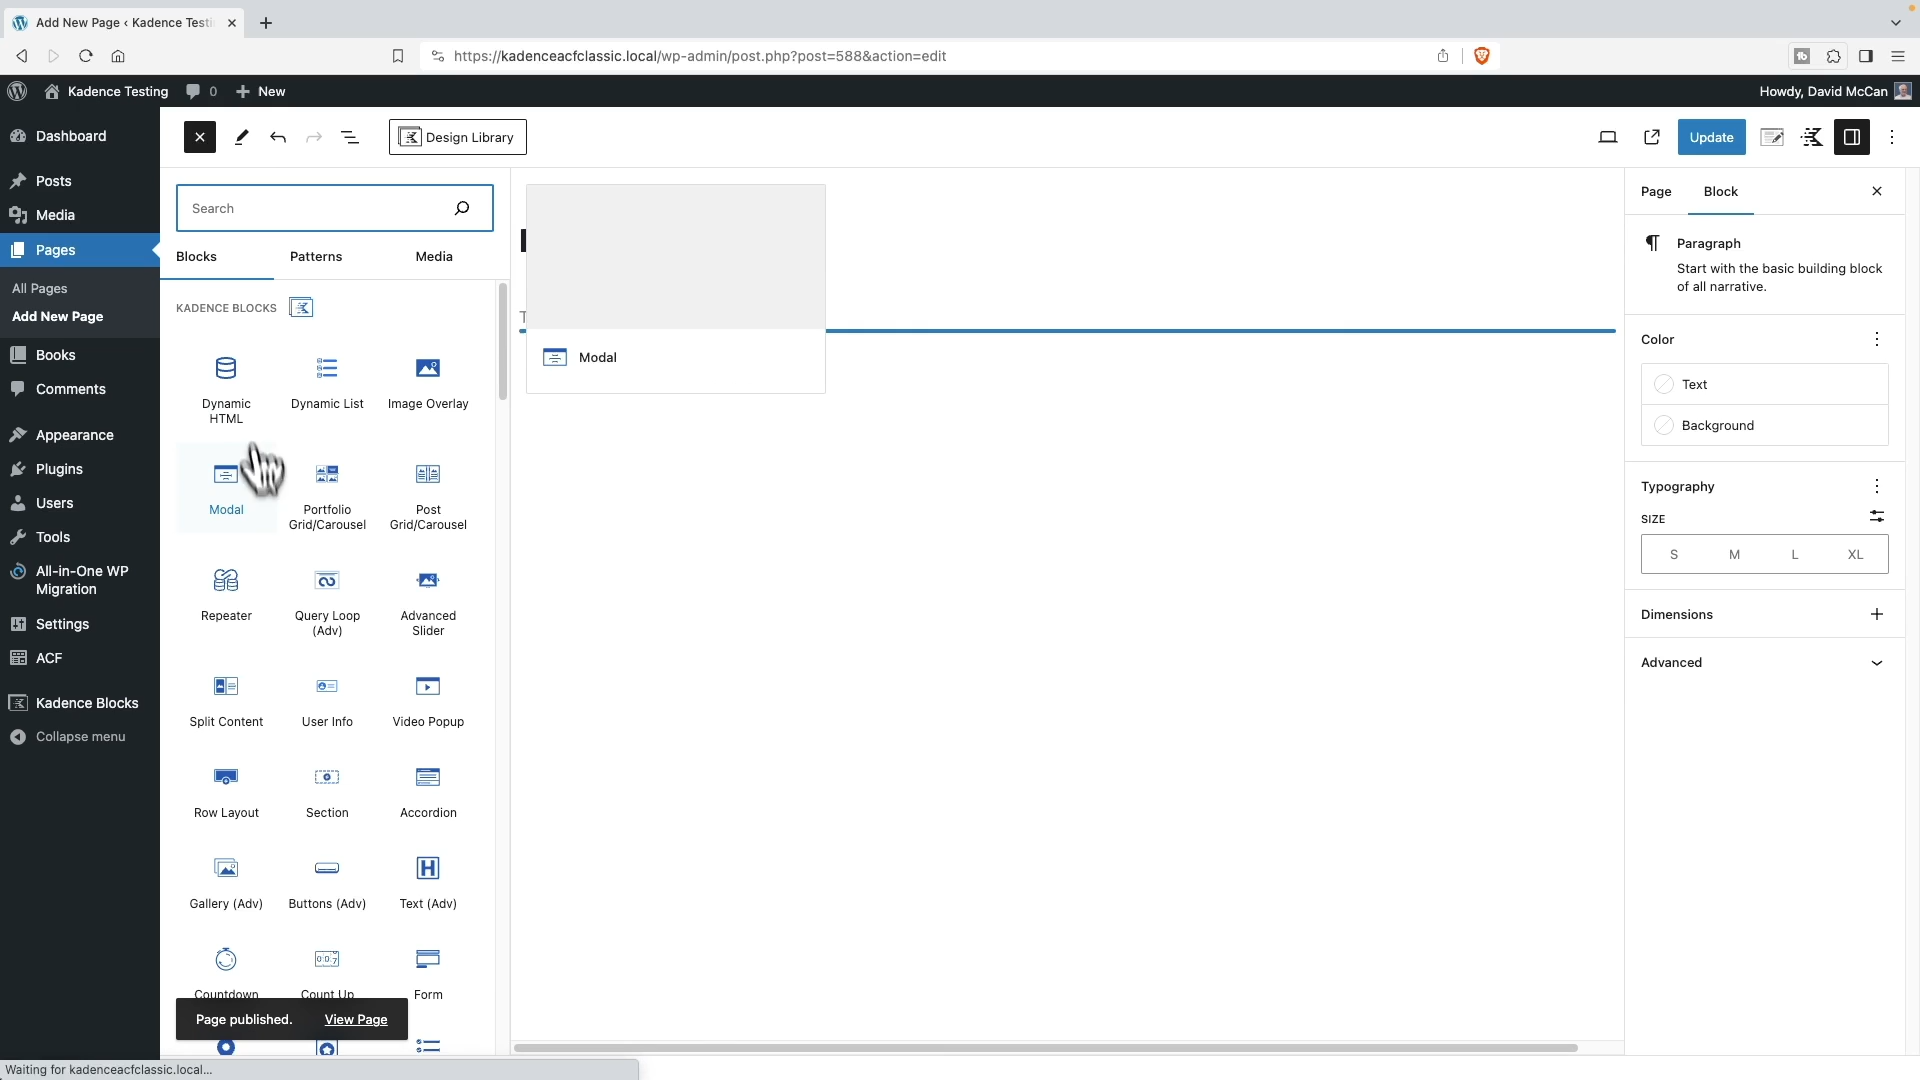 Add New Page ‹ Kadence Testi
https://kadenceacfclassic.local/wp-admin/post.php?post=588&action=edit
Kadence Testing
0
New
Howdy, David McCan
Dashboard
Posts
Media
Pages
All Pages
Add New Page
Books
Comments
Appearance
Plugins
Users
Tools
All-in-One WP
Migration
Settings
ACF
Kadence Blocks
Collapse menu
Design Library
Update
Search
Blocks
Patterns
Media
KADENCE BLOCKS
Dynamic
HTML
Dynamic List
Image Overlay
Modal
Portfolio
Grid/Carousel
Post
Grid/Carousel
Repeater
Query Loop
(Adv)
Advanced
Slider
Split Content
User Info
Video Popup
Row Layout
Section
Accordion
Gallery (Adv)
Buttons (Adv)
Text (Adv)
Countdown
Count Up
Form
Page published.
View Page
Modal
Page
Block
Paragraph
Start with the basic building block
of all narrative.
Color
Text
Background
Typography
SIZE
S
M
L
XL
Dimensions
Advanced
Waiting for kadenceacfclassic.local...